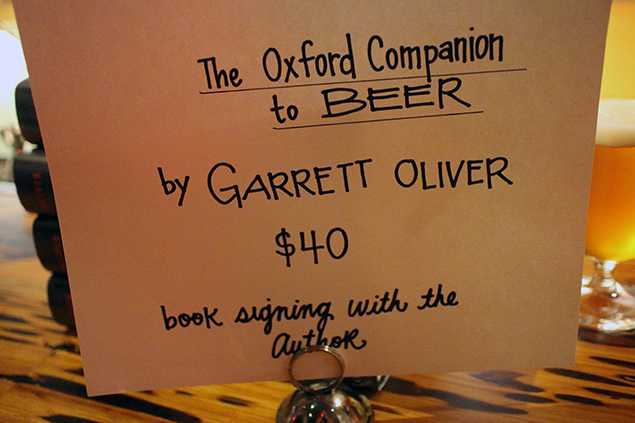 The Oxford Companion
to BEER
by GARRETT OLIVER
$40
book signing with the
Author